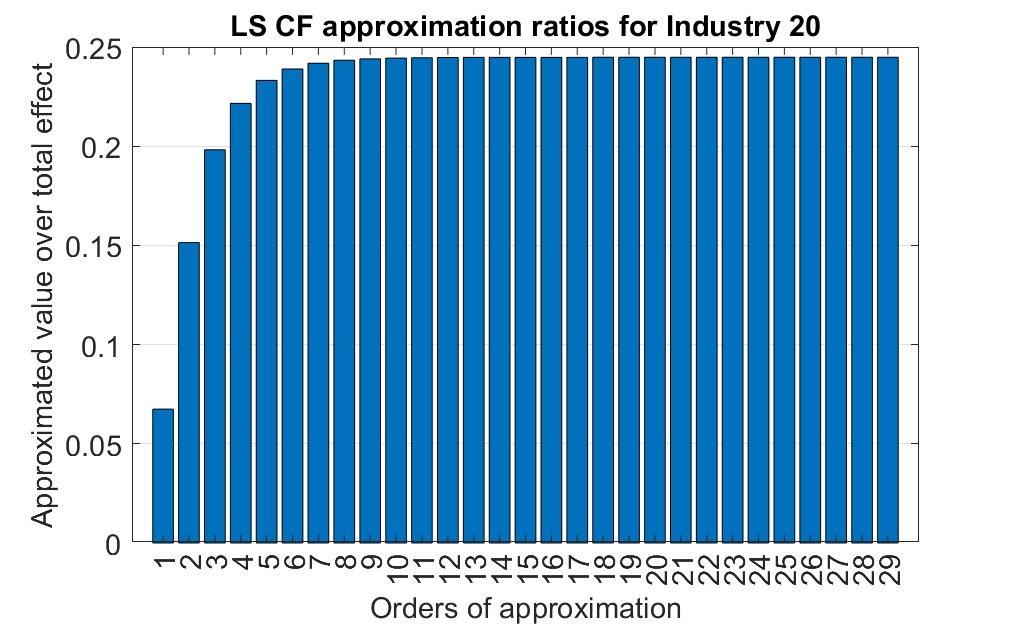 LS CF approximation ratios for Industry 20
Approximated value over total effect
0.25
0.2
0.15
0.1
0.05
0
1 2 3 4 5 6 7 8 9 10 11 12 13 14 15 16 17 18 19 20 21 22 23 24 25 26 27 28 29
Orders of approximation